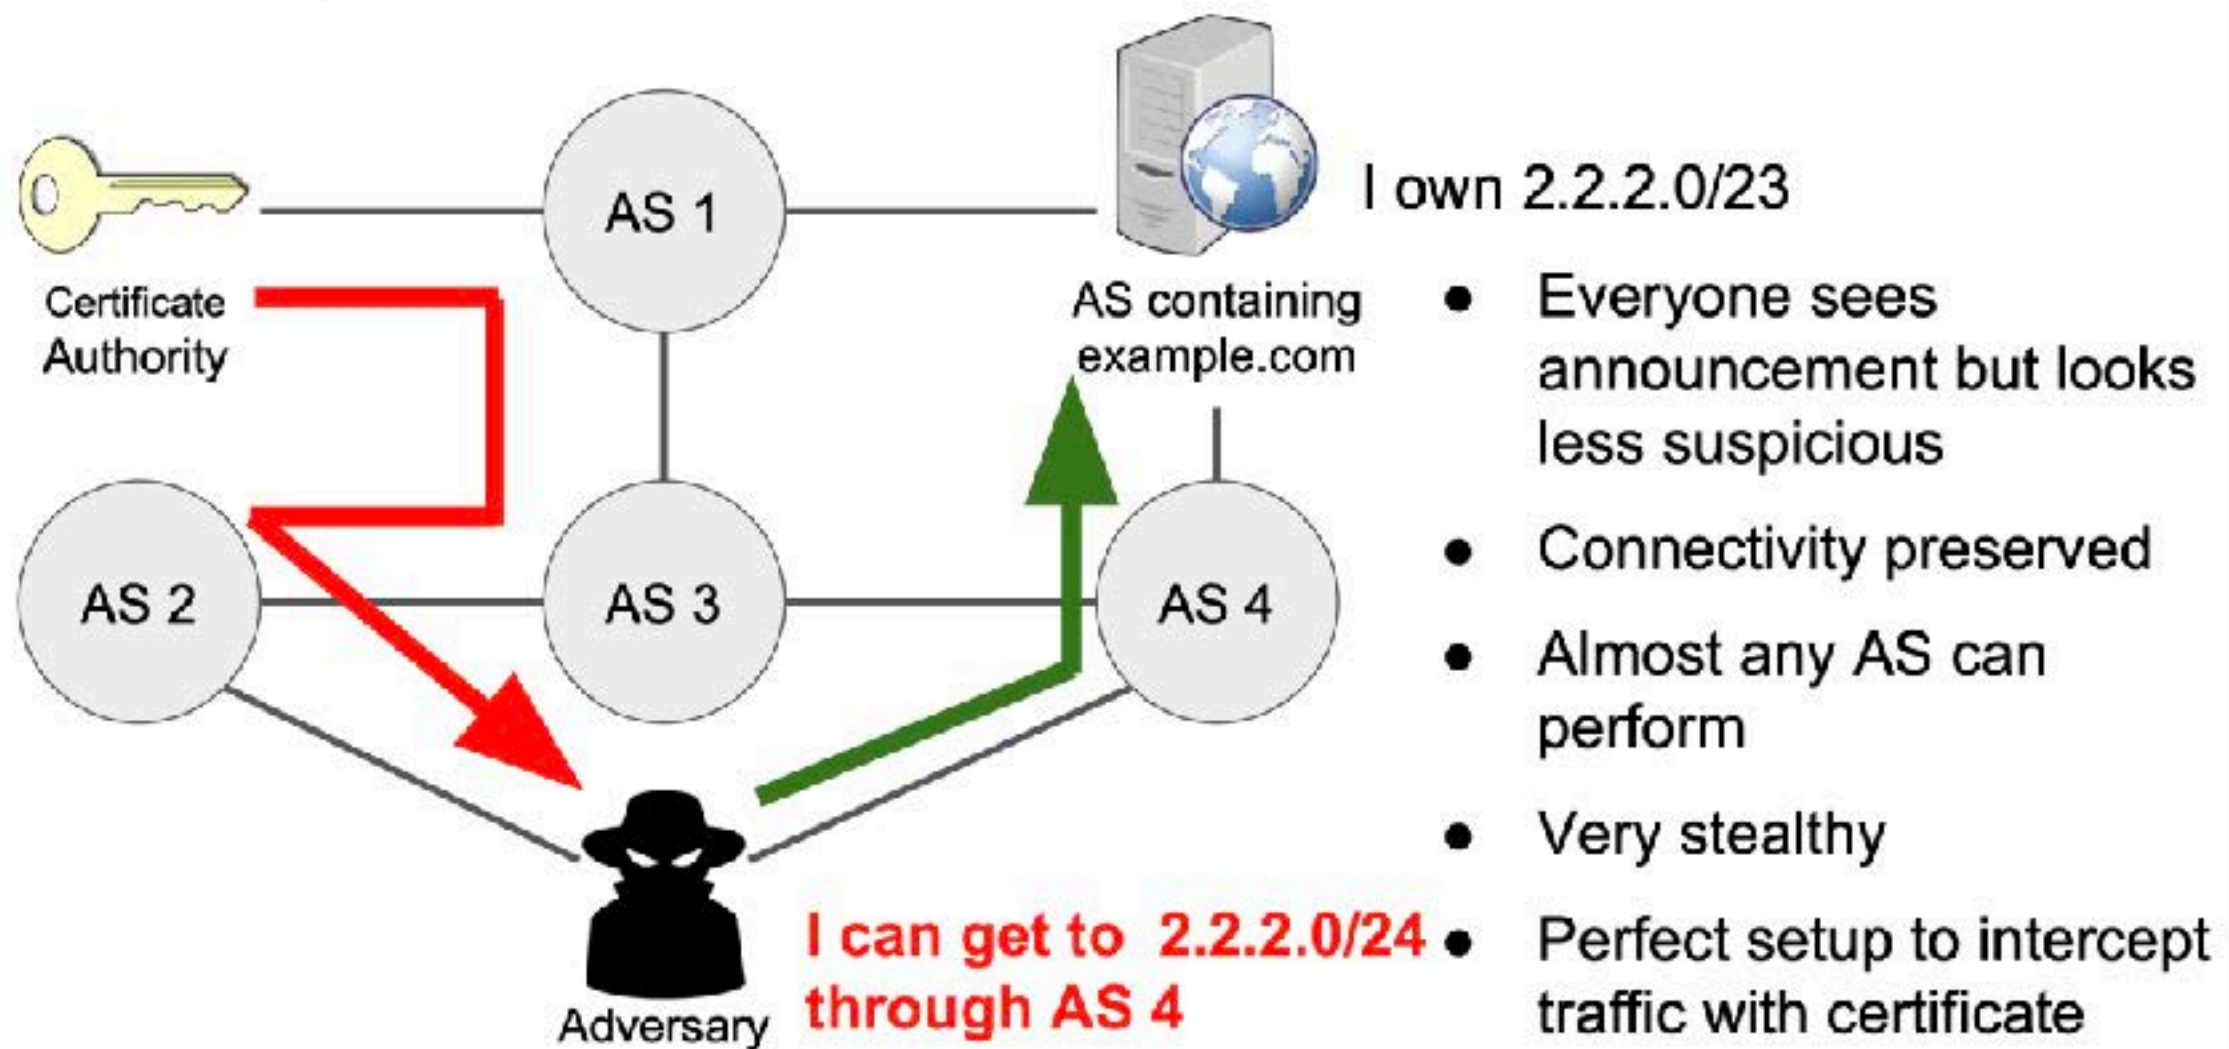 AS 1
I own 2.2.2.0/23
Certificate
Authority
AS containing
example.com
● Everyone sees
announcement but looks
less suspicious
● Connectivity preserved
AS 2
AS 3
AS 4
● Almost any AS can
perform
● Very stealthy
I can get to 2.2.2.0/24
through AS 4
● Perfect setup to intercept
traffic with certificate
Adversary